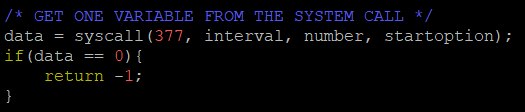 /* GET ONE VARIABLE FROM THE SYSTEM CALL */
data = syscall(377, interval, number, startoption);
if(data == 0){
    return -1;
}